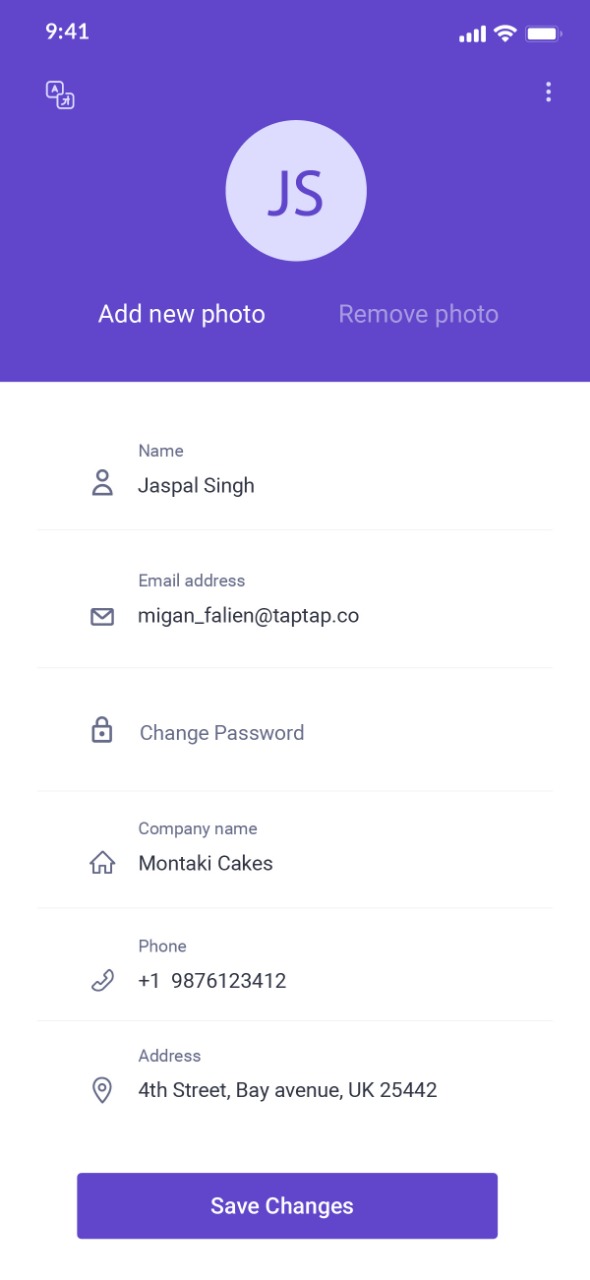 9:41
JS
Add new photo Remove photo
Name
Jaspal Singh
Email address
migan_falien@taptap.co
Change Password
Company name
Montaki Cakes
Phone
+1 9876123412
Address
4th Street, Bay avenue, UK 25442
Save Changes